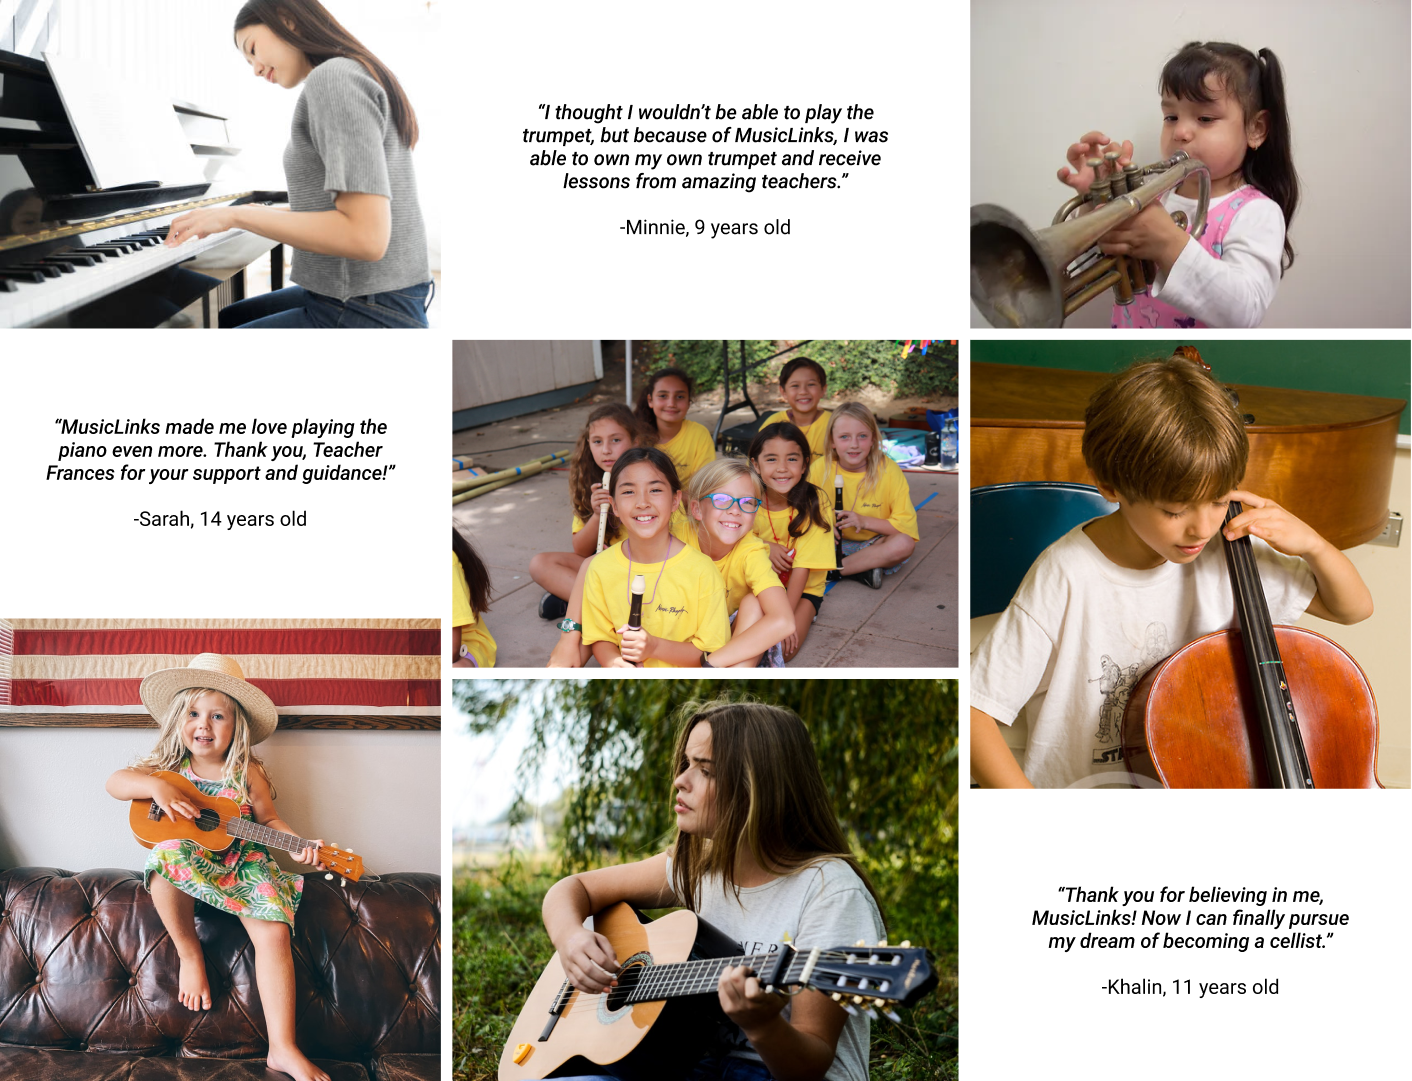 “I thought I wouldn’t be able to play the
trumpet, but because of MusicLinks, I was
able to own my own trumpet and receive
lessons from amazing teachers.”
-Minnie, 9 years old
“MusicLinks made me love playing the
piano even more. Thank you, Teacher
Frances for your support and guidance!”
-Sarah, 14 years old
“Thank you for believing in me,
MusicLinks! Now I can finally pursue
my dream of becoming a cellist.”
-Khalin, 11 years old